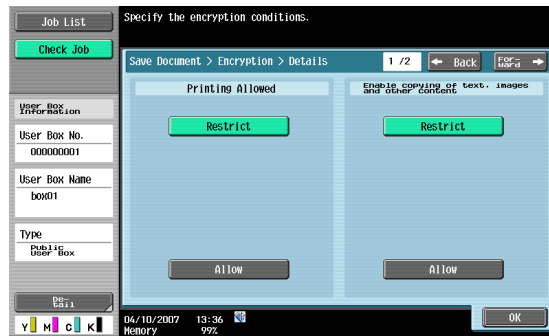 Job List
Specify the encryption conditions.
Check Job
Save Document > Encryption > Details
1 /2
← Back
For-
ward →
Printing Allowed
Enable copying of text, images
and other content
User Box
Information
Restrict
Restrict
User Box No.
000000001
User Box Name
box01
Type
Public
User Box
Allow
Allow
De-
tail
OK
Y M C K
04/10/2007 13:36
Memory 99%